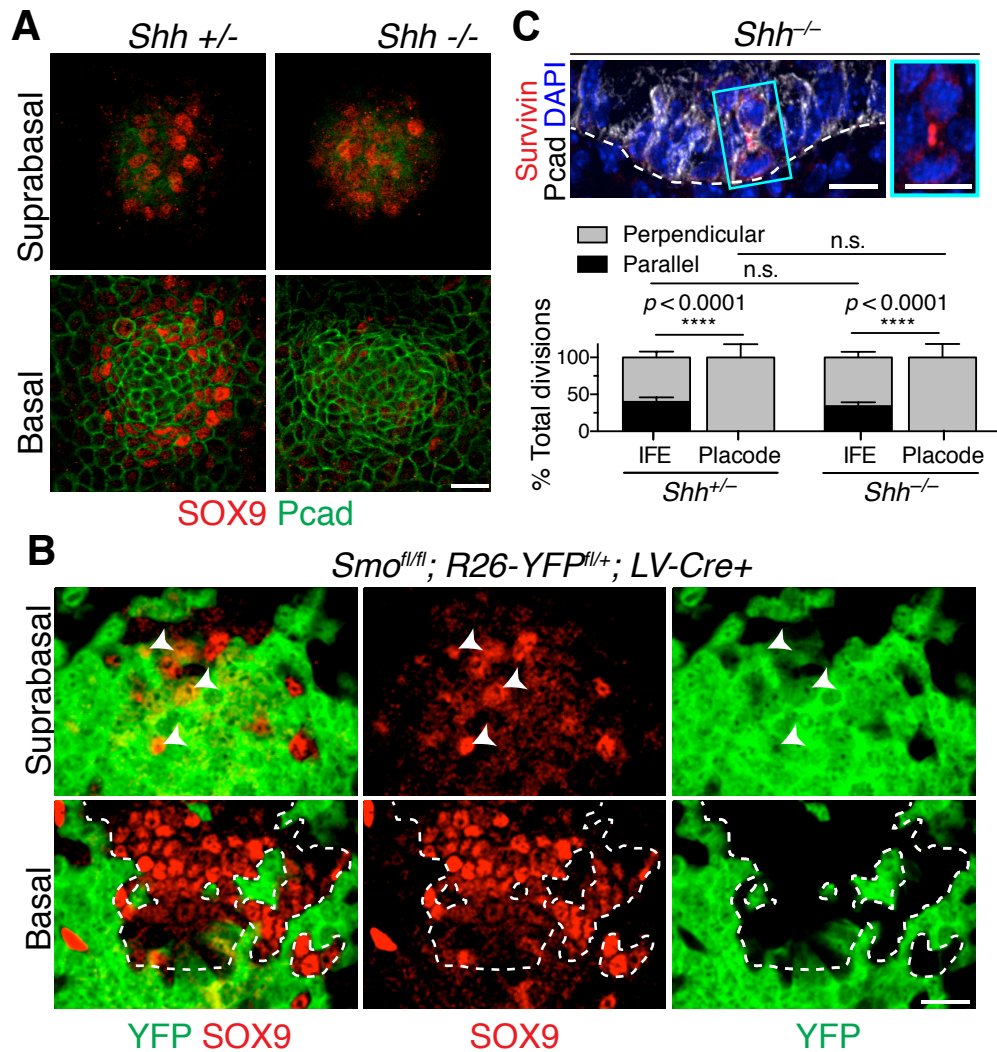 A
Shh +/-
Shh -/-
Suprabasal
Basal
SOX9 Pcad
C
Shh–/–
Survivin
Pcad DAPI
Perpendicular
Parallel
n.s.
n.s.
p < 0.0001
****
p < 0.0001
****
% Total divisions
100
50
0
IFE
Placode
IFE
Placode
Shh+/–
Shh–/–
B
Smofl/fl; R26-YFPfl/+; LV-Cre+
Suprabasal
Basal
YFP SOX9
SOX9
YFP